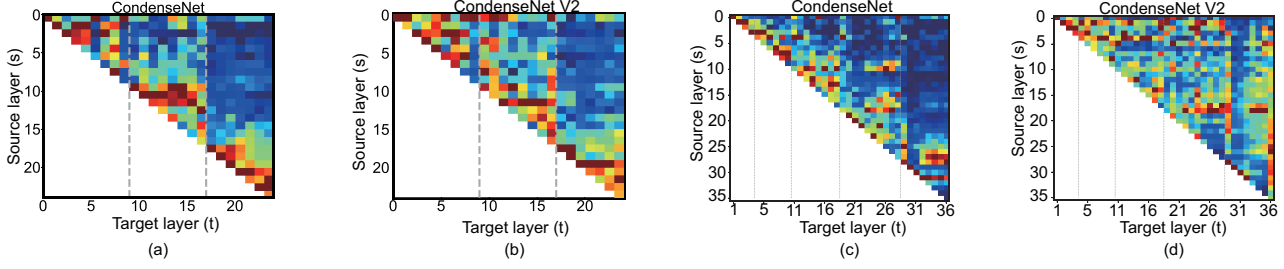 CondenseNet
0
5
10
15
20
Source layer (s)
0 5 10 15 20
Target layer (t)
(a)
CondenseNet V2
0
5
10
15
20
Source layer (s)
0 5 10 15 20
Target layer (t)
(b)
CondenseNet
0
5
10
15
20
25
30
35
Source layer (s)
1 5 11 16 21 26 31 36
Target layer (t)
(c)
CondenseNet V2
0
5
10
15
20
25
30
35
Source layer (s)
1 5 11 16 21 26 31 36
Target layer (t)
(d)